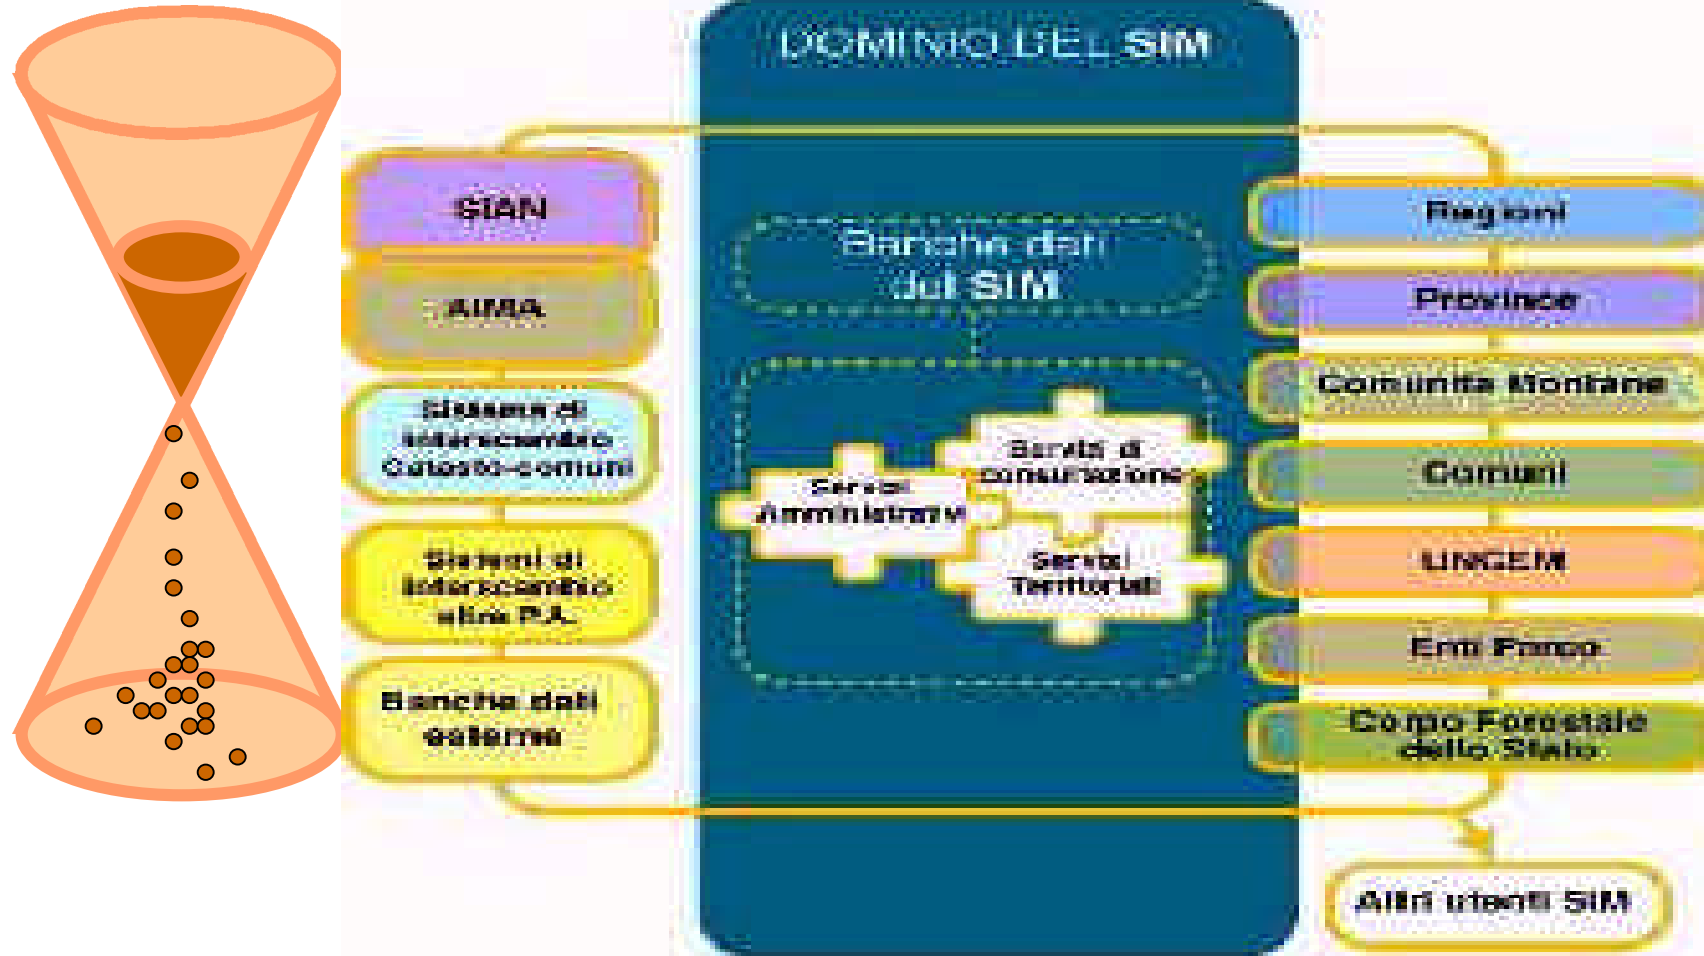 DOMINIO DEL SIM
SIAN
AIMA
Sistema di
interscambio
Catasto-comuni
Sistemi di
interscambio
altre P.A.
Banche dati
esterne
Banche dati
del SIM
Servizi
Amministrativi
Servizi di
Consultazione
Servizi
Territoriali
Regioni
Province
Comunità Montane
Comuni
UNCEM
Enti Parco
Corpo Forestale
dello Stato
Altri utenti SIM